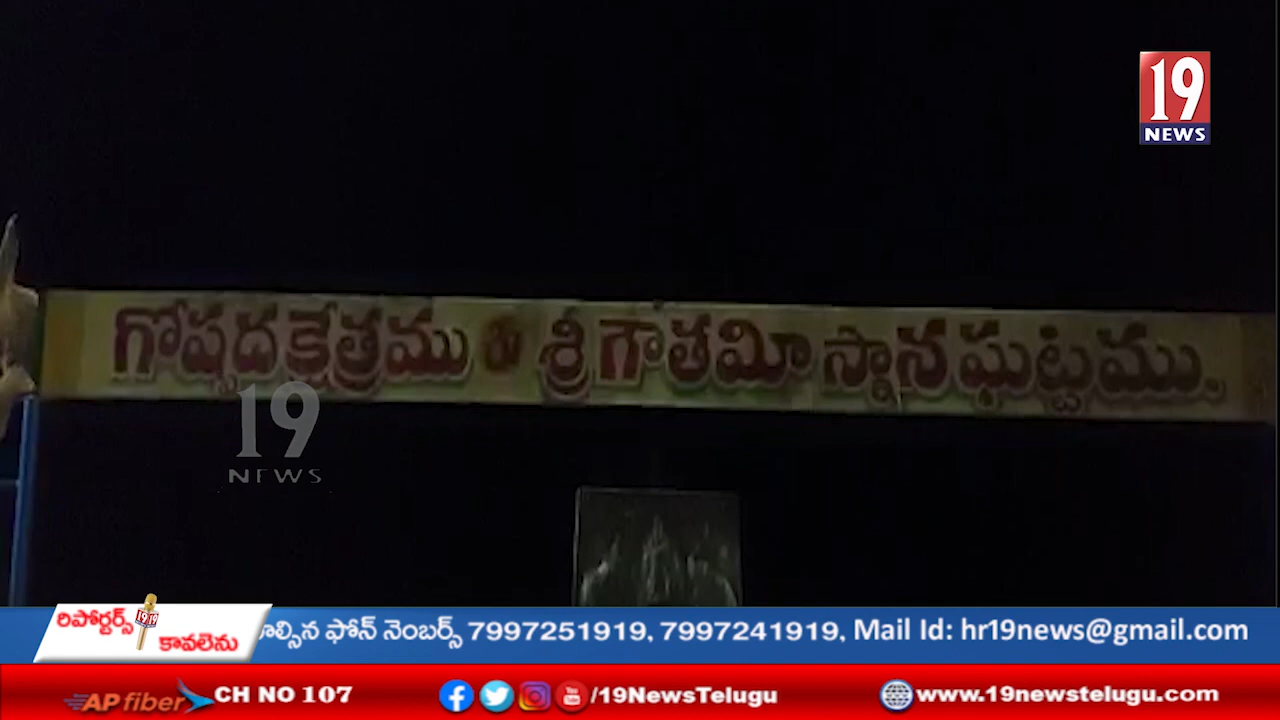 19
NEWS
గోష్పదక్షేత్రము & శ్రీ గౌతమీ స్నానఘట్టము.
19
NEWS
రిపోర్టర్స్
కావలెను
ల్సిన ఫోన్ నెంబర్స్ 7997251919, 7997241919, Mail Id: hr19news@gmail.com
AP fiber CH NO 107 /19NewsTelugu www.19newstelugu.com